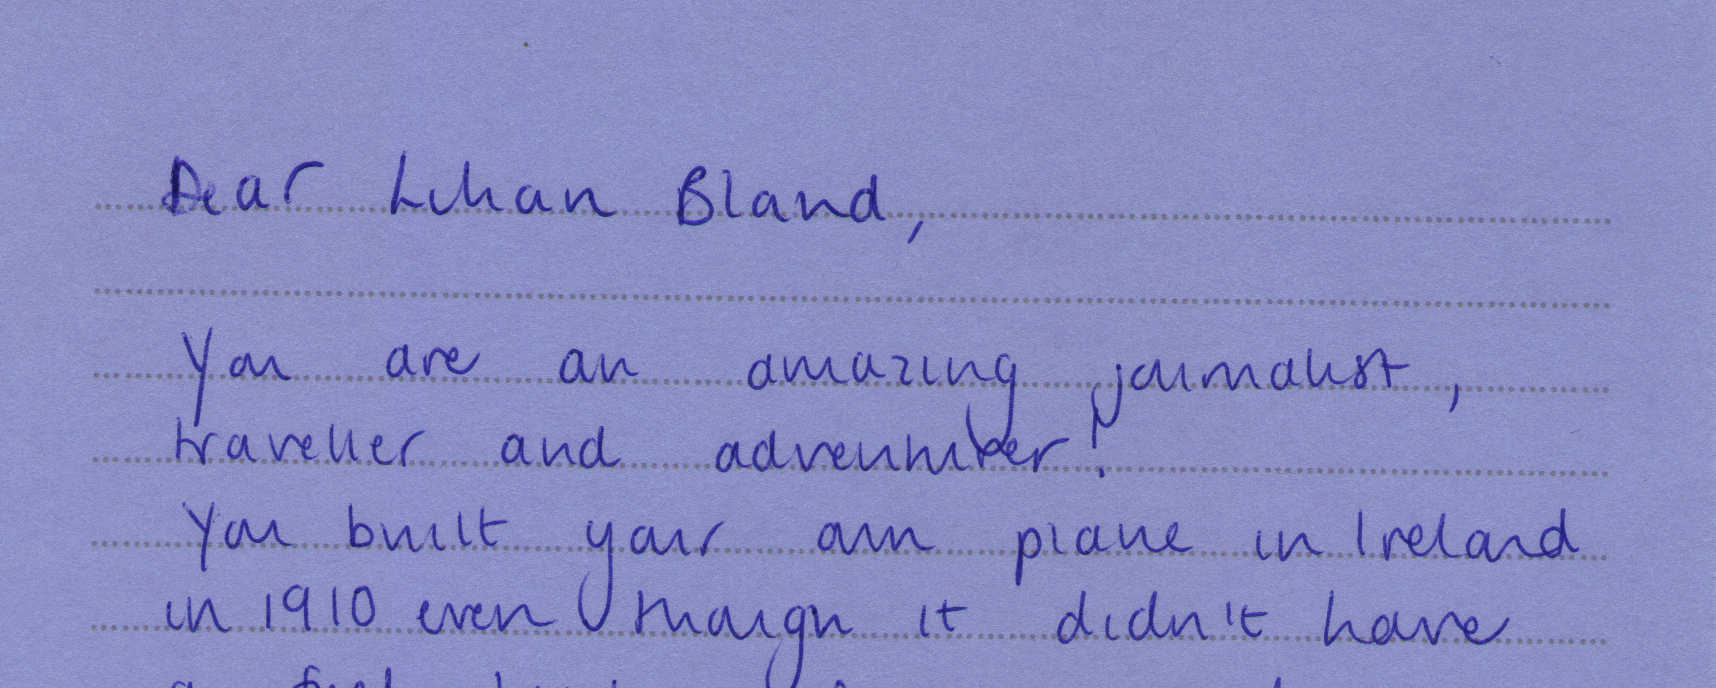 Dear Lilian Bland,
You are an amazing journalist,
traveller and adventurer!
You built your own plane in Ireland
in 1910 even though it didn't have
a fuel